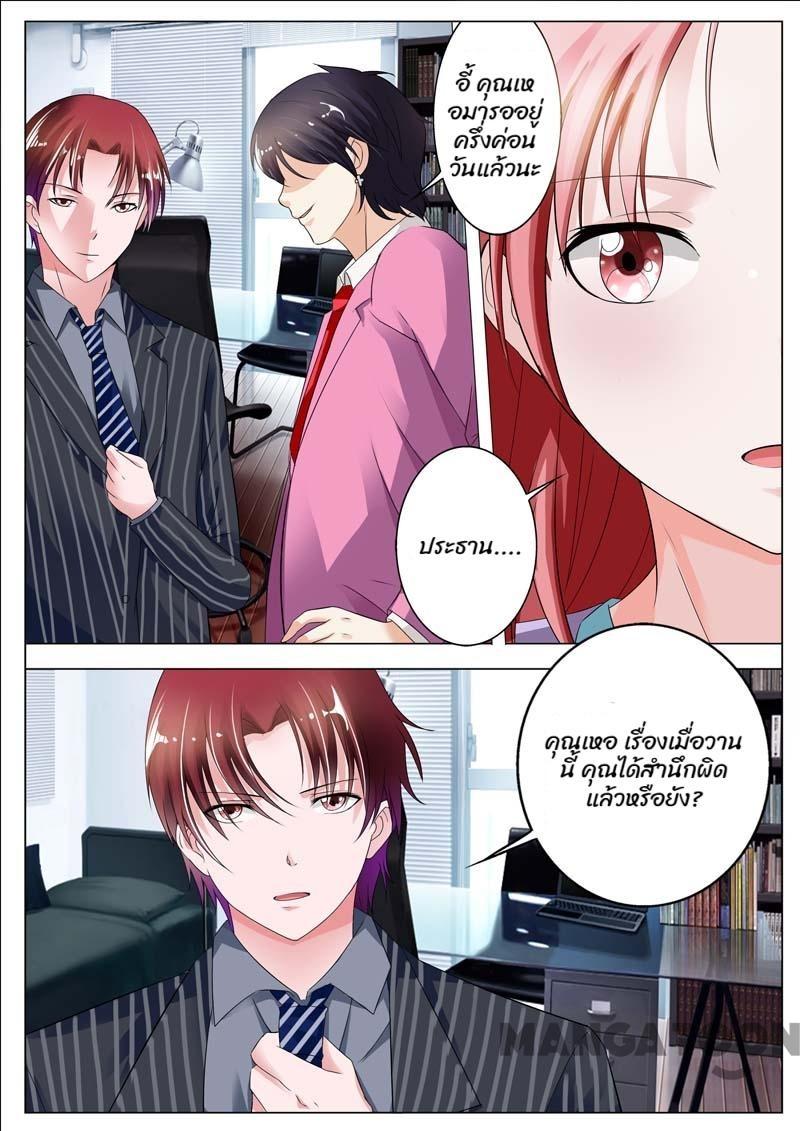 อี้ คุณเห
อมารออยู่
ครึ่งค่อน
วันแล้วนะ
ประธาน....
คุณเหอ เรื่องเมื่อวาน
นี้ คุณได้สำนึกผิด
แล้วหรือยัง?
MANGATOON